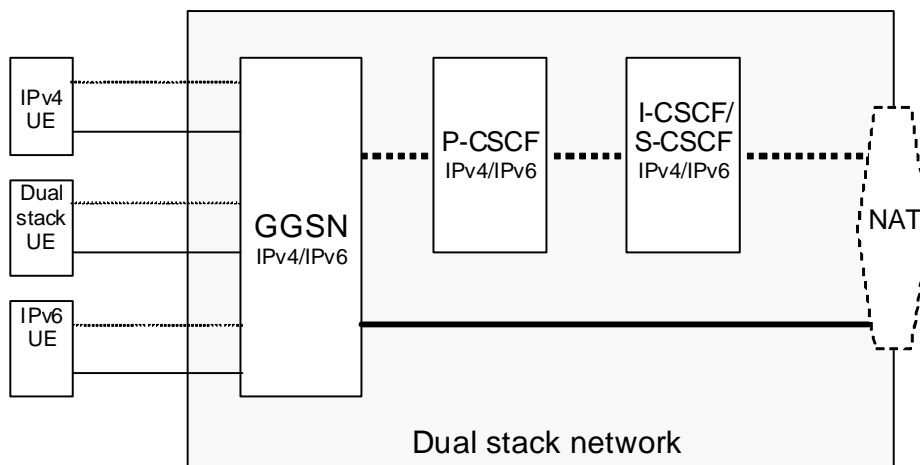 IPv4
UE
Dual
stack
UE
IPv6
UE
GGSN
IPv4/IPv6
P-CSCF
IPv4/IPv6
I-CSCF/
S-CSCF
IPv4/IPv6
NAT
Dual stack network